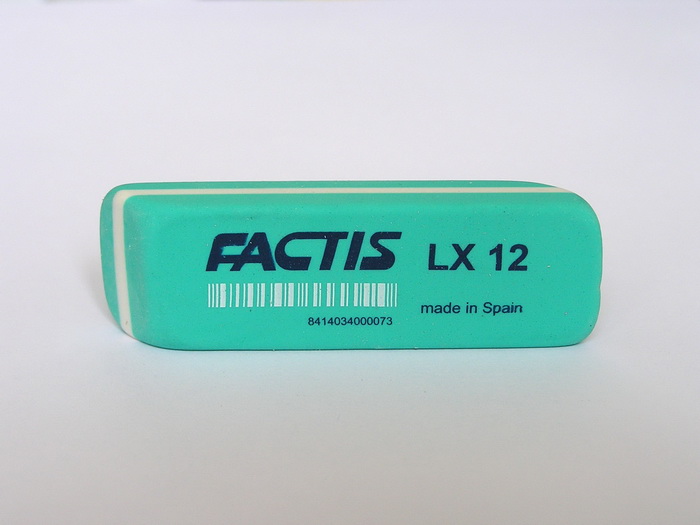 FACTIS LX 12
8414034000073
made in Spain